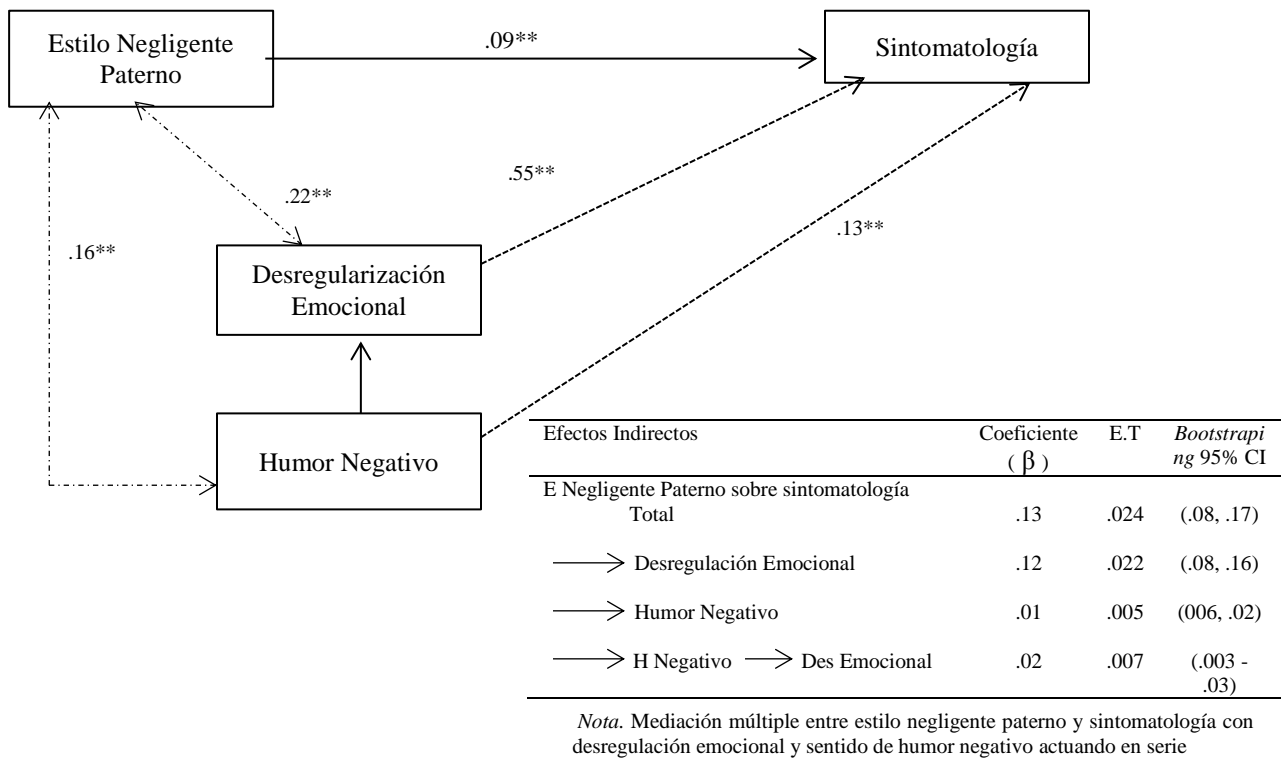 Estilo Negligente
Paterno
.09**
Sintomatología
.55**
.22**
.16**
.13**
Desregularización
Emocional
Humor Negativo
Efectos Indirectos Coeficiente E.T Bootstrapi
( β ) ng 95% CI
E Negligente Paterno sobre sintomatología
Total .13 .024 (.08, .17)
Desregulación Emocional .12 .022 (.08, .16)
Humor Negativo .01 .005 (006, .02)
H Negativo Des Emocional .02 .007 (.003 -
.03)
Nota. Mediación múltiple entre estilo negligente paterno y sintomatología con
desregulación emocional y sentido de humor negativo actuando en serie